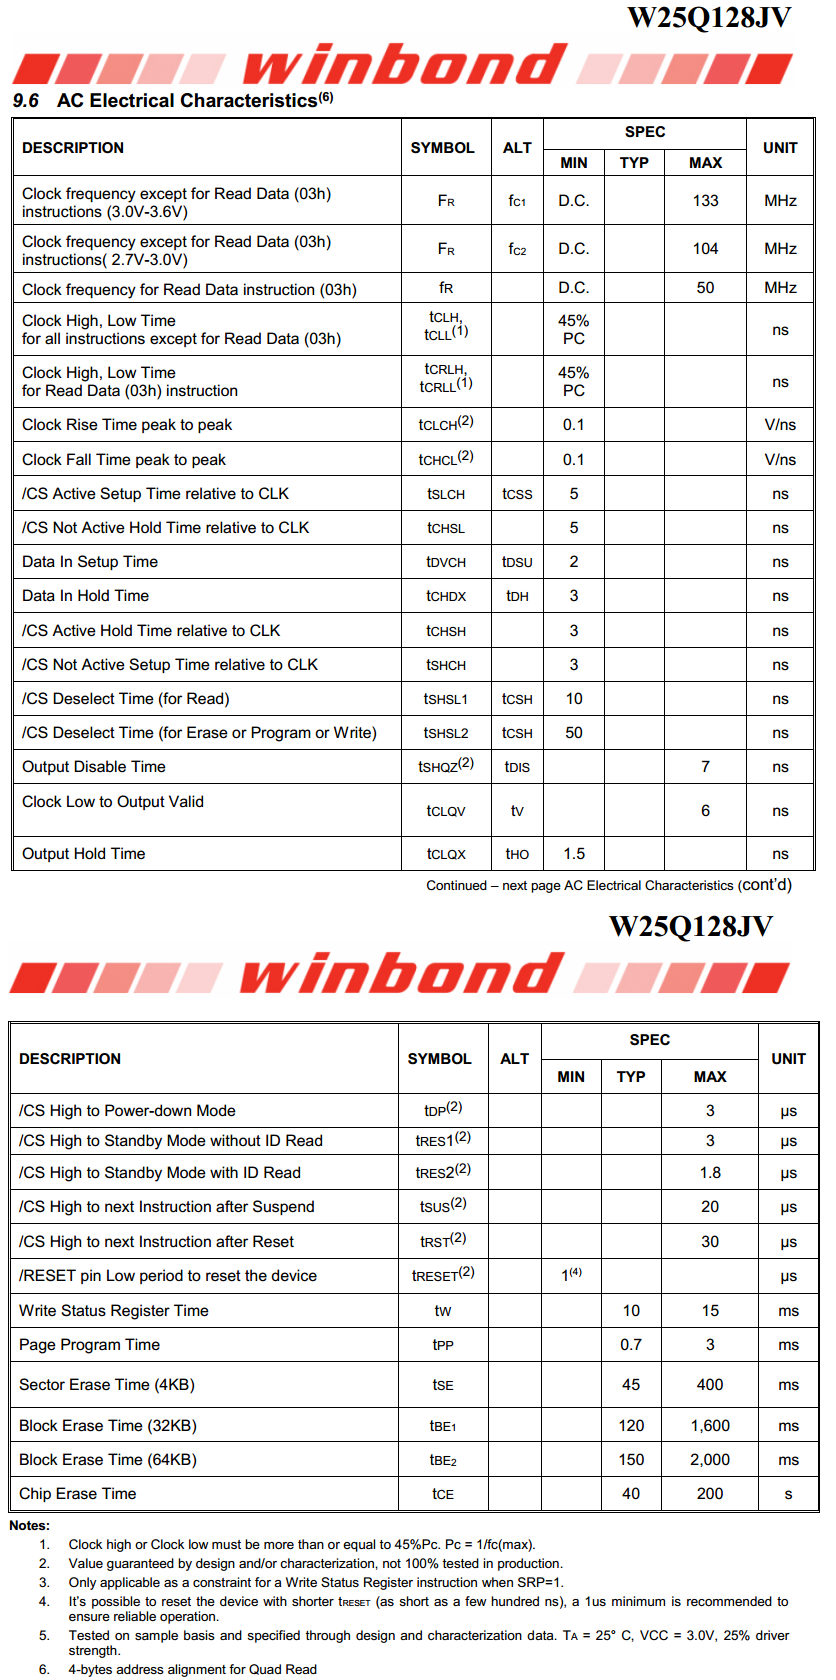 W25Q128JV
winbond
9.6 AC Electrical Characteristics(6)
DESCRIPTION SYMBOL ALT SPEC UNIT
MIN TYP MAX
Clock frequency except for Read Data (03h)
instructions (3.0V-3.6V) FR fC1 D.C. 133 MHz
Clock frequency except for Read Data (03h)
instructions( 2.7V-3.0V) FR fC2 D.C. 104 MHz
Clock frequency for Read Data instruction (03h) fR D.C. 50 MHz
Clock High, Low Time tCLH, 45%
for all instructions except for Read Data (03h) tCLL(1) PC ns
Clock High, Low Time tCRLH, 45%
for Read Data (03h) instruction tCRLL(1) PC ns
Clock Rise Time peak to peak tCLCH(2) 0.1 V/ns
Clock Fall Time peak to peak tCHCL(2) 0.1 V/ns
/CS Active Setup Time relative to CLK tSLCH tCSS 5 ns
/CS Not Active Hold Time relative to CLK tCHSL 5 ns
Data In Setup Time tDVCH tDSU 2 ns
Data In Hold Time tCHDX tDH 3 ns
/CS Active Hold Time relative to CLK tCHSH 3 ns
/CS Not Active Setup Time relative to CLK tSHCH 3 ns
/CS Deselect Time (for Read) tSHSL1 tCSH 10 ns
/CS Deselect Time (for Erase or Program or Write) tSHSL2 tCSH 50 ns
Output Disable Time tSHQZ(2) tDIS 7 ns
Clock Low to Output Valid tCLQV tV 6 ns
Output Hold Time tCLQX tHO 1.5 ns
Continued – next page AC Electrical Characteristics (cont'd)
W25Q128JV
winbond
DESCRIPTION SYMBOL ALT SPEC UNIT
MIN TYP MAX
/CS High to Power-down Mode tDP(2) 3 µs
/CS High to Standby Mode without ID Read tRES1(2) 3 µs
/CS High to Standby Mode with ID Read tRES2(2) 1.8 µs
/CS High to next Instruction after Suspend tSUS(2) 20 µs
/CS High to next Instruction after Reset tRST(2) 30 µs
/RESET pin Low period to reset the device tRESET(2) 1(4) µs
Write Status Register Time tW 10 15 ms
Page Program Time tPP 0.7 3 ms
Sector Erase Time (4KB) tSE 45 400 ms
Block Erase Time (32KB) tBE1 120 1,600 ms
Block Erase Time (64KB) tBE2 150 2,000 ms
Chip Erase Time tCE 40 200 s
Notes:
1. Clock high or Clock low must be more than or equal to 45%Pc. Pc = 1/fc(max).
2. Value guaranteed by design and/or characterization, not 100% tested in production.
3. Only applicable as a constraint for a Write Status Register instruction when SRP=1.
4. It's possible to reset the device with shorter tRESET (as short as a few hundred ns), a 1us minimum is recommended to
ensure reliable operation.
5. Tested on sample basis and specified through design and characterization data. TA = 25° C, VCC = 3.0V, 25% driver
strength.
6. 4-bytes address alignment for Quad Read